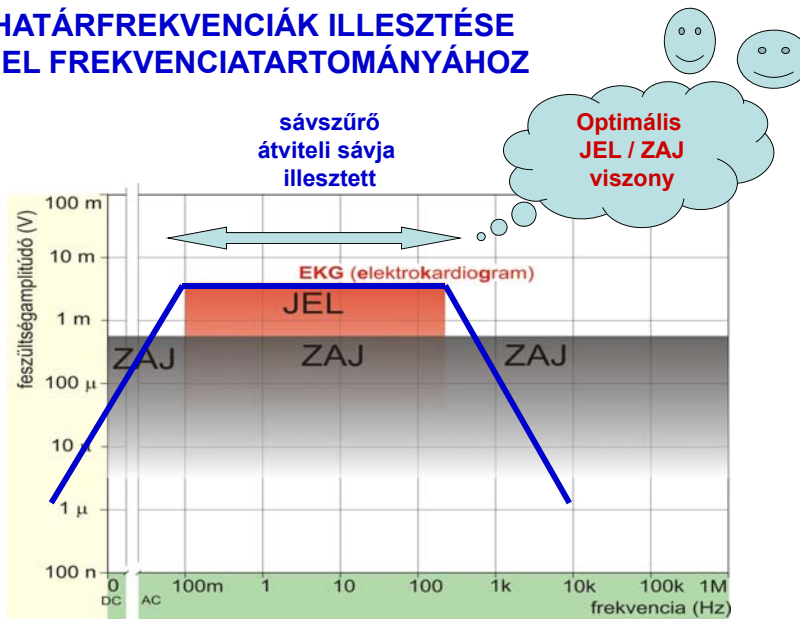 HATÁRFREKVENCIÁK ILLESZTÉSE
EL FREKVENCIATARTOMÁNYÁHOZ
sávszűrő
átviteli sávja
illesztett
Optimális
JEL / ZAJ
viszony
feszültségamplitúdó (V)
100 m
10 m
1 m
100 µ
10 µ
1 µ
100 n
EKG (elektrokardiogram)
JEL
ZAJ ZAJ ZAJ
0 100m 1 10 100 1k 10k 100k 1M
DC AC
frekvencia (Hz)